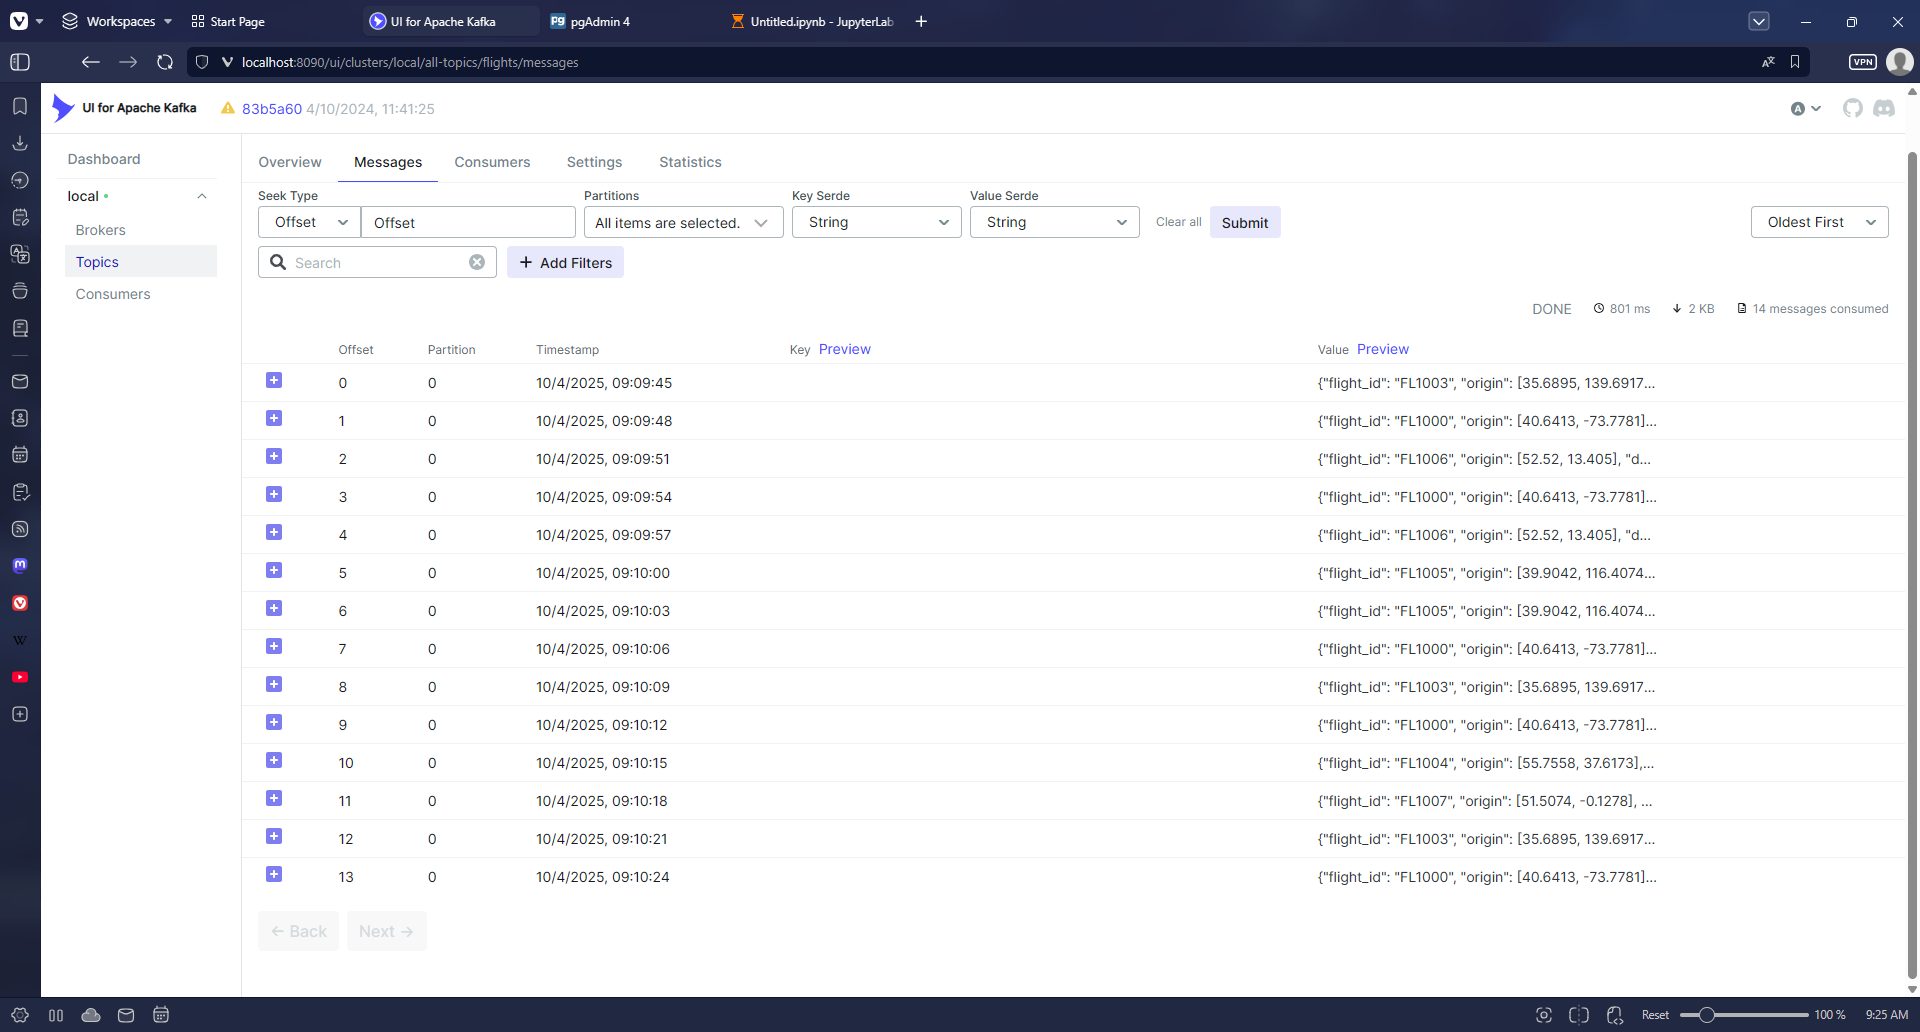 Workspaces Start Page UI for Apache Kafka pgAdmin 4 Untitled.ipynb - JupyterLab
localhost:8090/ui/clusters/local/all-topics/flights/messages VPN
UI for Apache Kafka 83b5a60 4/10/2024, 11:41:25 A
Dashboard
local
Brokers
Topics
Consumers
Overview Messages Consumers Settings Statistics
Seek Type Partitions Key Serde Value Serde
Offset Offset All items are selected. String String Clear all Submit Oldest First
Search Add Filters
DONE 801 ms 2 KB 14 messages consumed
Offset Partition Timestamp Key Preview Value Preview
0 0 10/4/2025, 09:09:45 {"flight_id": "FL1003", "origin": [35.6895, 139.6917...
1 0 10/4/2025, 09:09:48 {"flight_id": "FL1000", "origin": [40.6413, -73.7781]...
2 0 10/4/2025, 09:09:51 {"flight_id": "FL1006", "origin": [52.52, 13.405], "d...
3 0 10/4/2025, 09:09:54 {"flight_id": "FL1000", "origin": [40.6413, -73.7781]...
4 0 10/4/2025, 09:09:57 {"flight_id": "FL1006", "origin": [52.52, 13.405], "d...
5 0 10/4/2025, 09:10:00 {"flight_id": "FL1005", "origin": [39.9042, 116.4074...
6 0 10/4/2025, 09:10:03 {"flight_id": "FL1005", "origin": [39.9042, 116.4074...
7 0 10/4/2025, 09:10:06 {"flight_id": "FL1000", "origin": [40.6413, -73.7781]...
8 0 10/4/2025, 09:10:09 {"flight_id": "FL1003", "origin": [35.6895, 139.6917...
9 0 10/4/2025, 09:10:12 {"flight_id": "FL1000", "origin": [40.6413, -73.7781]...
10 0 10/4/2025, 09:10:15 {"flight_id": "FL1004", "origin": [55.7558, 37.6173],...
11 0 10/4/2025, 09:10:18 {"flight_id": "FL1007", "origin": [51.5074, -0.1278], ...
12 0 10/4/2025, 09:10:21 {"flight_id": "FL1003", "origin": [35.6895, 139.6917...
13 0 10/4/2025, 09:10:24 {"flight_id": "FL1000", "origin": [40.6413, -73.7781]...
← Back Next →
Reset 100 % 9:25 AM